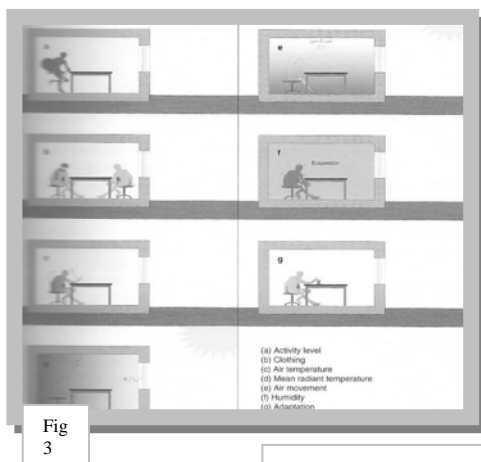 e
f
Evaporation
g
(a) Activity level
(b) Clothing
(c) Air temperature
(d) Mean radiant temperature
(e) Air movement
(f) Humidity
(g) Adaptation
Fig
3